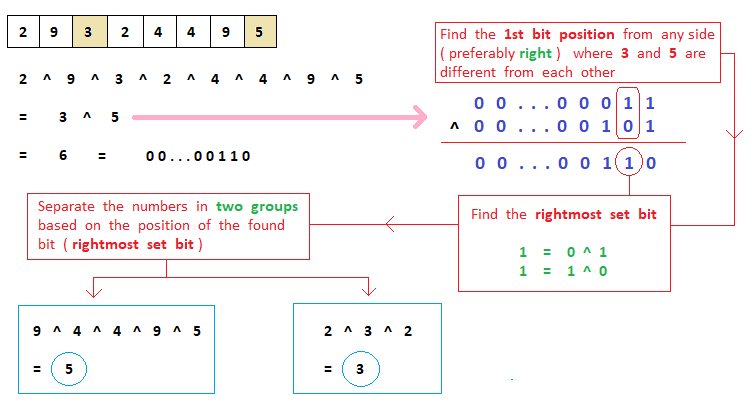 2 9 3 2 4 4 9 5
2 ^ 9 ^ 3 ^ 2 ^ 4 ^ 4 ^ 9 ^ 5
= 3 ^ 5
= 6 = 00...00110
Find the 1st bit position from any side
( preferably right ) where 3 and 5 are
different from each other
0 0 ... 0 0 0 1 1
^ 0 0 ... 0 0 1 0 1
0 0 ... 0 0 1 1 0
Find the rightmost set bit
1 = 0 ^ 1
1 = 1 ^ 0
Separate the numbers in two groups
based on the position of the found
bit ( rightmost set bit )
9 ^ 4 ^ 4 ^ 9 ^ 5
= 5
2 ^ 3 ^ 2
= 3